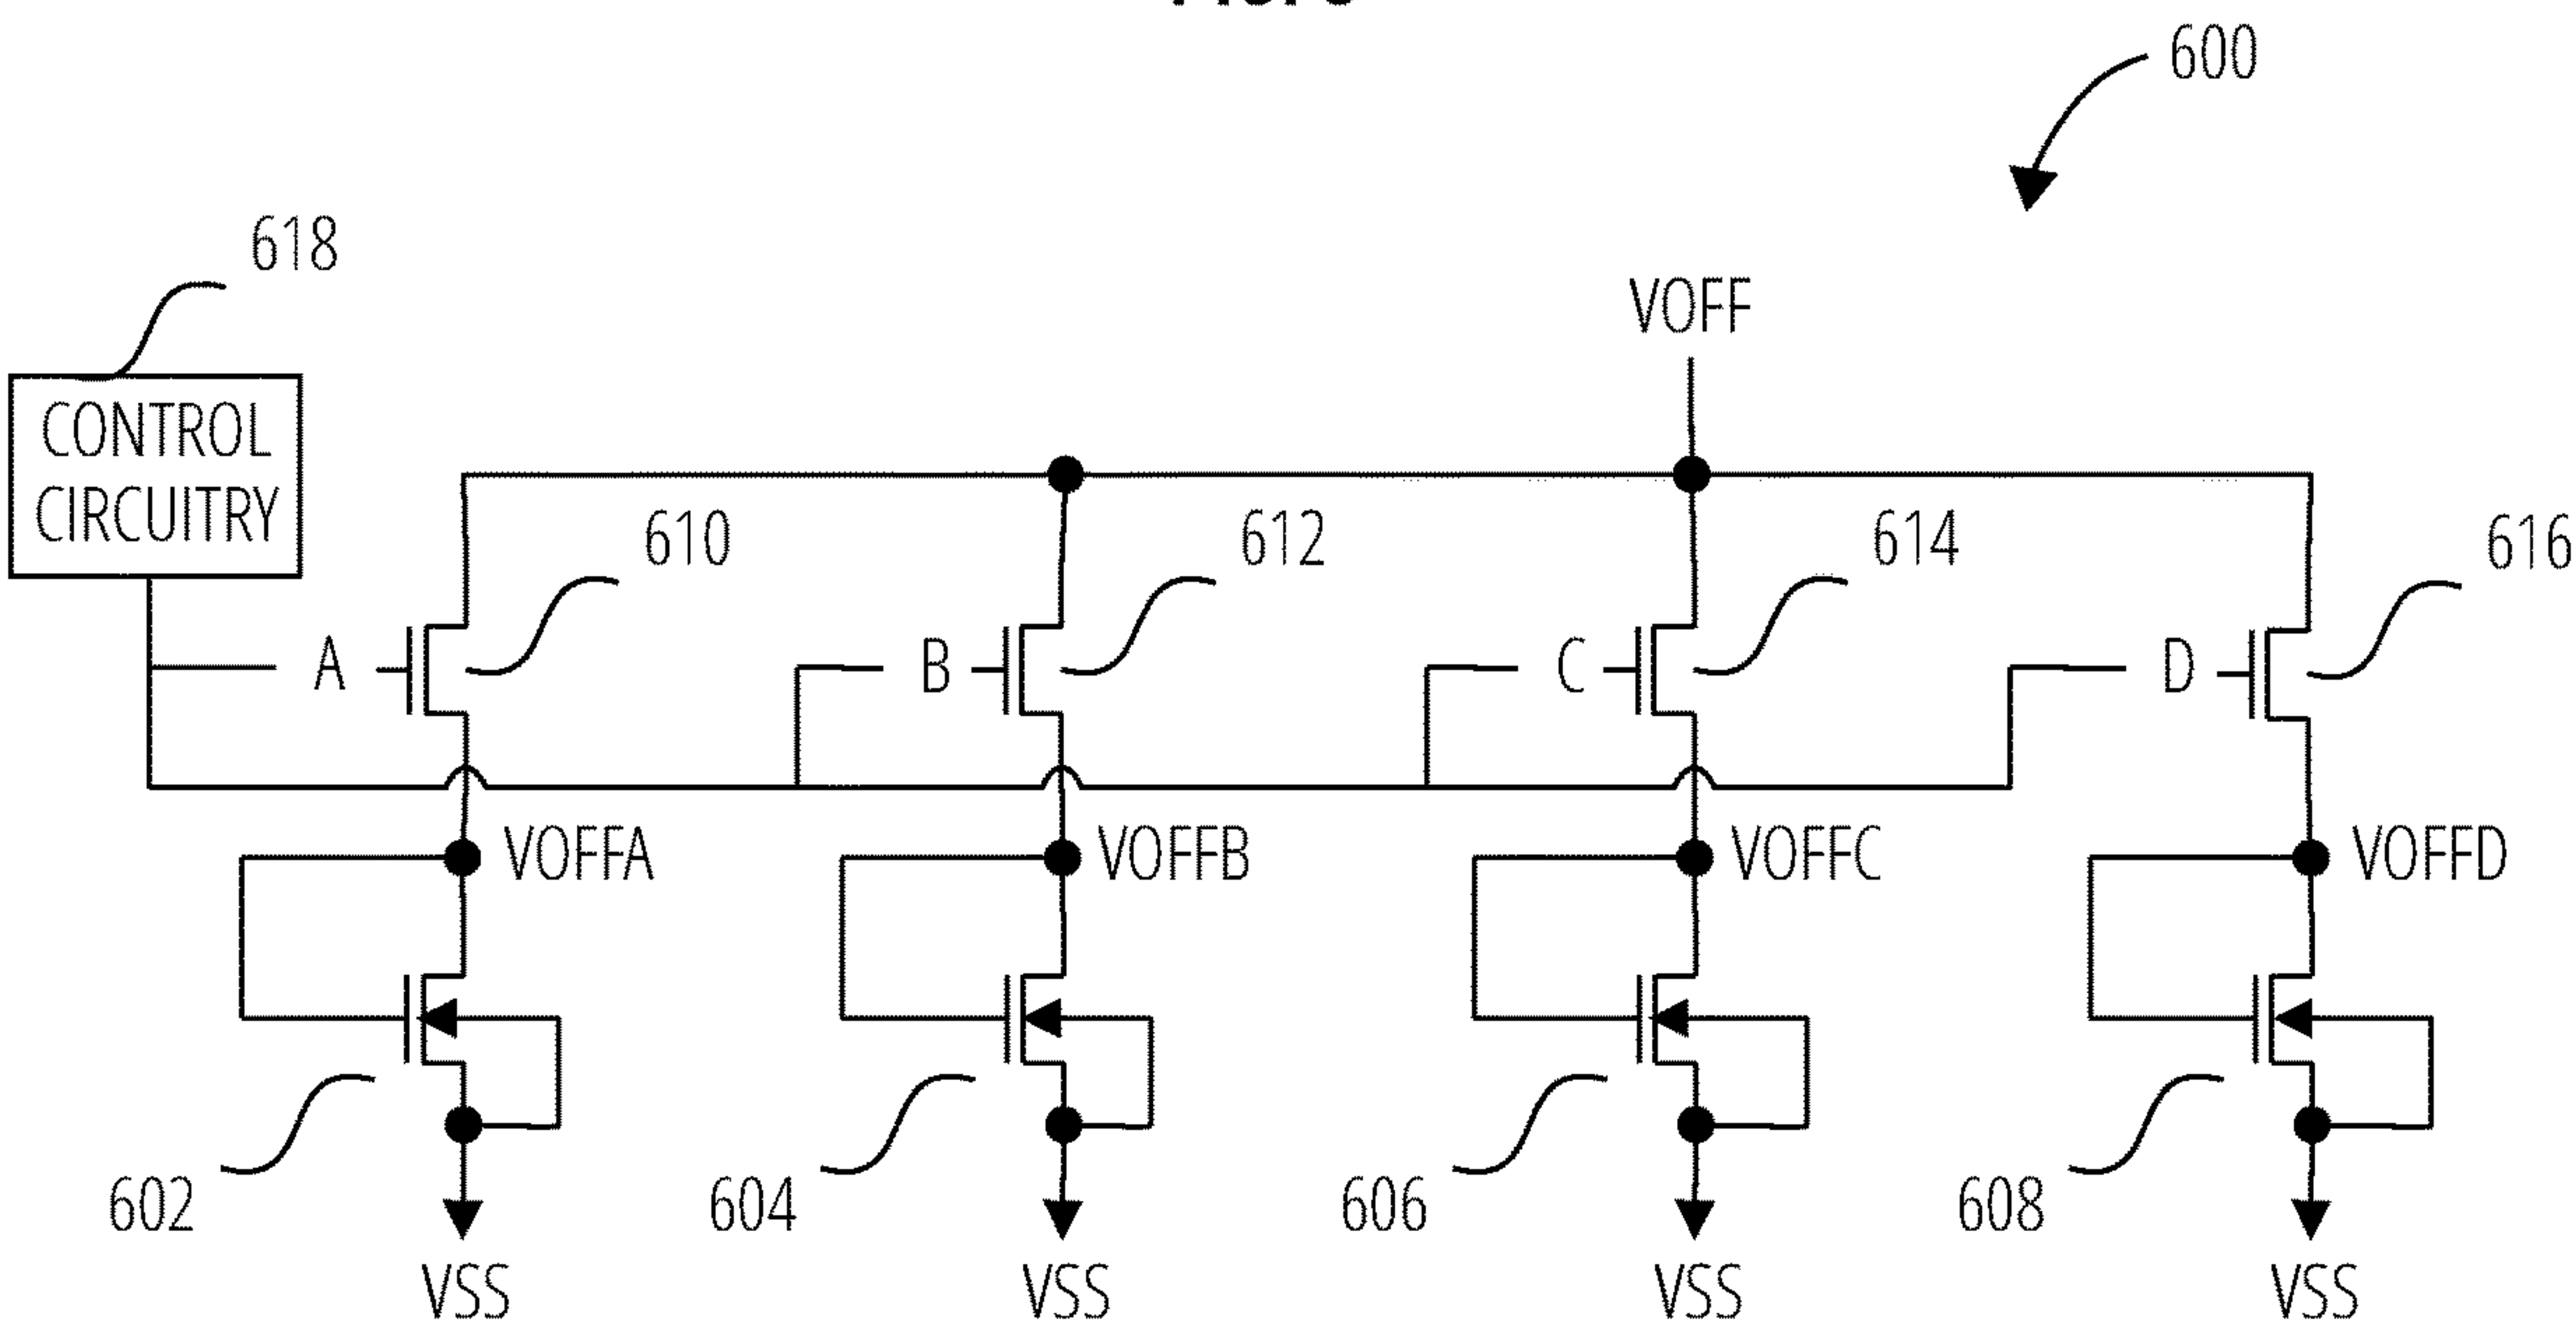 600
618
VOFF
CONTROL
CIRCUITRY
610
612
614
616
A
B
C
D
VOFFA
VOFFB
VOFFC
VOFFD
602
604
606
608
VSS
VSS
VSS
VSS